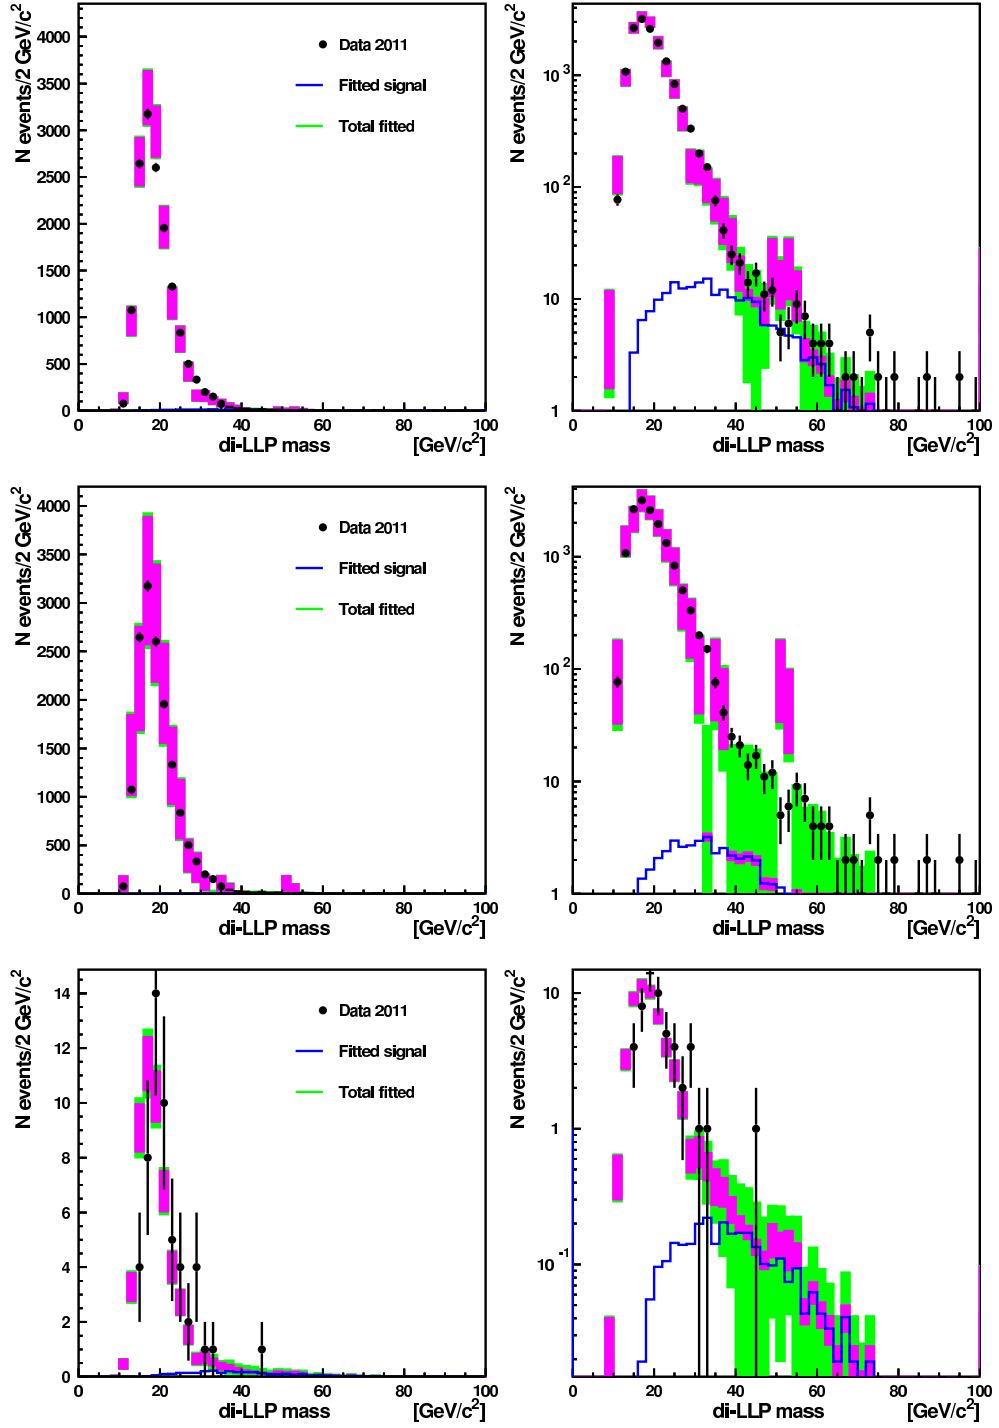 N events/2 GeV/c²
4000
3500
3000
2500
2000
1500
1000
500
0
Data 2011
Fitted signal
Total fitted
0 20 40 60 80 100
di-LLP mass [GeV/c²]
N events/2 GeV/c²
10³
10²
10
1
0 20 40 60 80 100
di-LLP mass [GeV/c²]
N events/2 GeV/c²
4000
3500
3000
2500
2000
1500
1000
500
0
Data 2011
Fitted signal
Total fitted
0 20 40 60 80 100
di-LLP mass [GeV/c²]
N events/2 GeV/c²
10³
10²
10
1
0 20 40 60 80 100
di-LLP mass [GeV/c²]
N events/2 GeV/c²
14
12
10
8
6
4
2
0
Data 2011
Fitted signal
Total fitted
0 20 40 60 80 100
di-LLP mass [GeV/c²]
N events/2 GeV/c²
10
1
10⁻¹
0 20 40 60 80 100
di-LLP mass [GeV/c²]